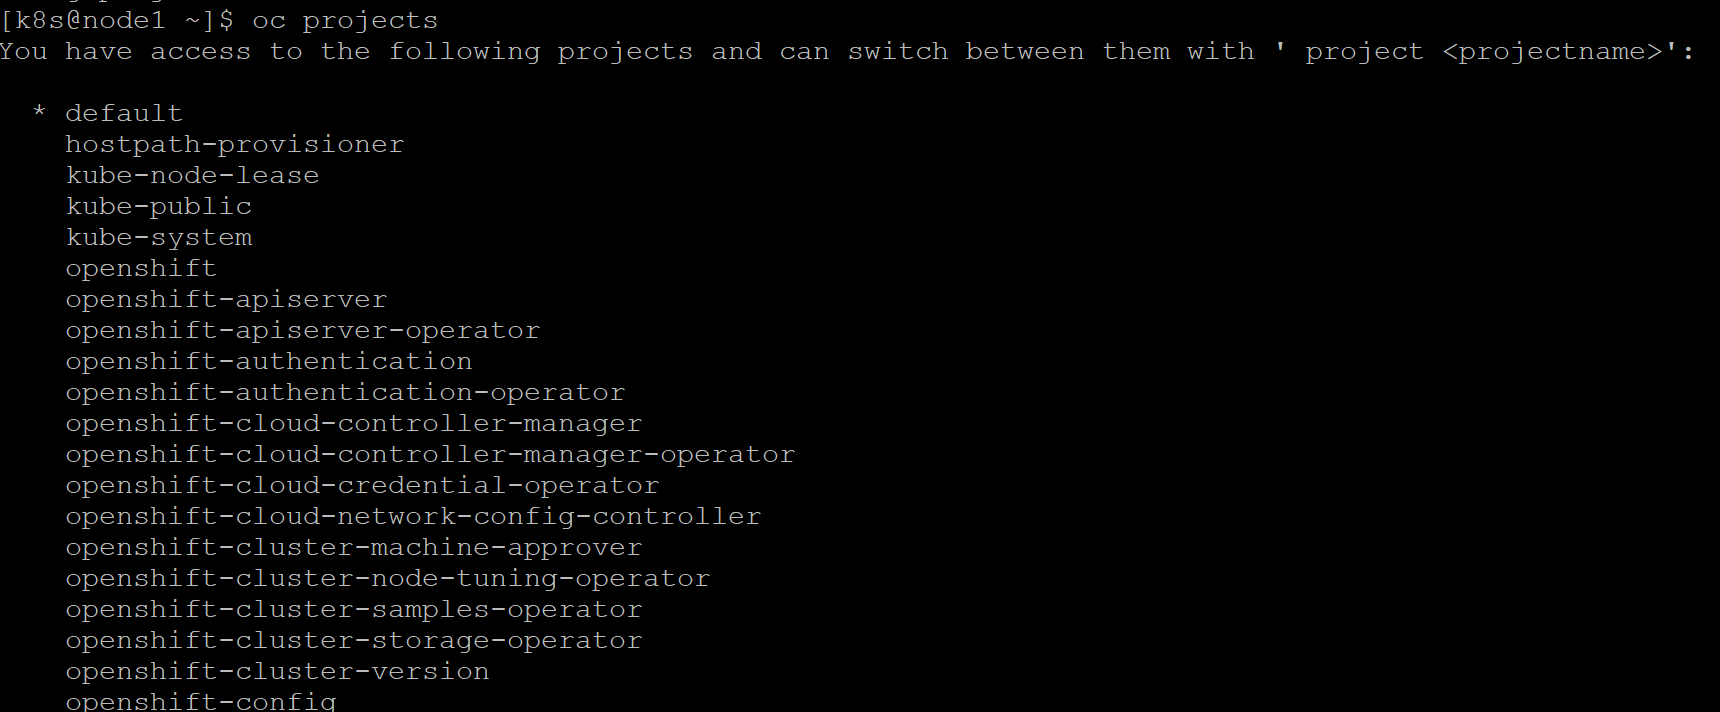 [k8s@node1 ~]$ oc projects
You have access to the following projects and can switch between them with ' project <projectname>':
* default
hostpath-provisioner
kube-node-lease
kube-public
kube-system
openshift
openshift-apiserver
openshift-apiserver-operator
openshift-authentication
openshift-authentication-operator
openshift-cloud-controller-manager
openshift-cloud-controller-manager-operator
openshift-cloud-credential-operator
openshift-cloud-network-config-controller
openshift-cluster-machine-approver
openshift-cluster-node-tuning-operator
openshift-cluster-samples-operator
openshift-cluster-storage-operator
openshift-cluster-version
openshift-config